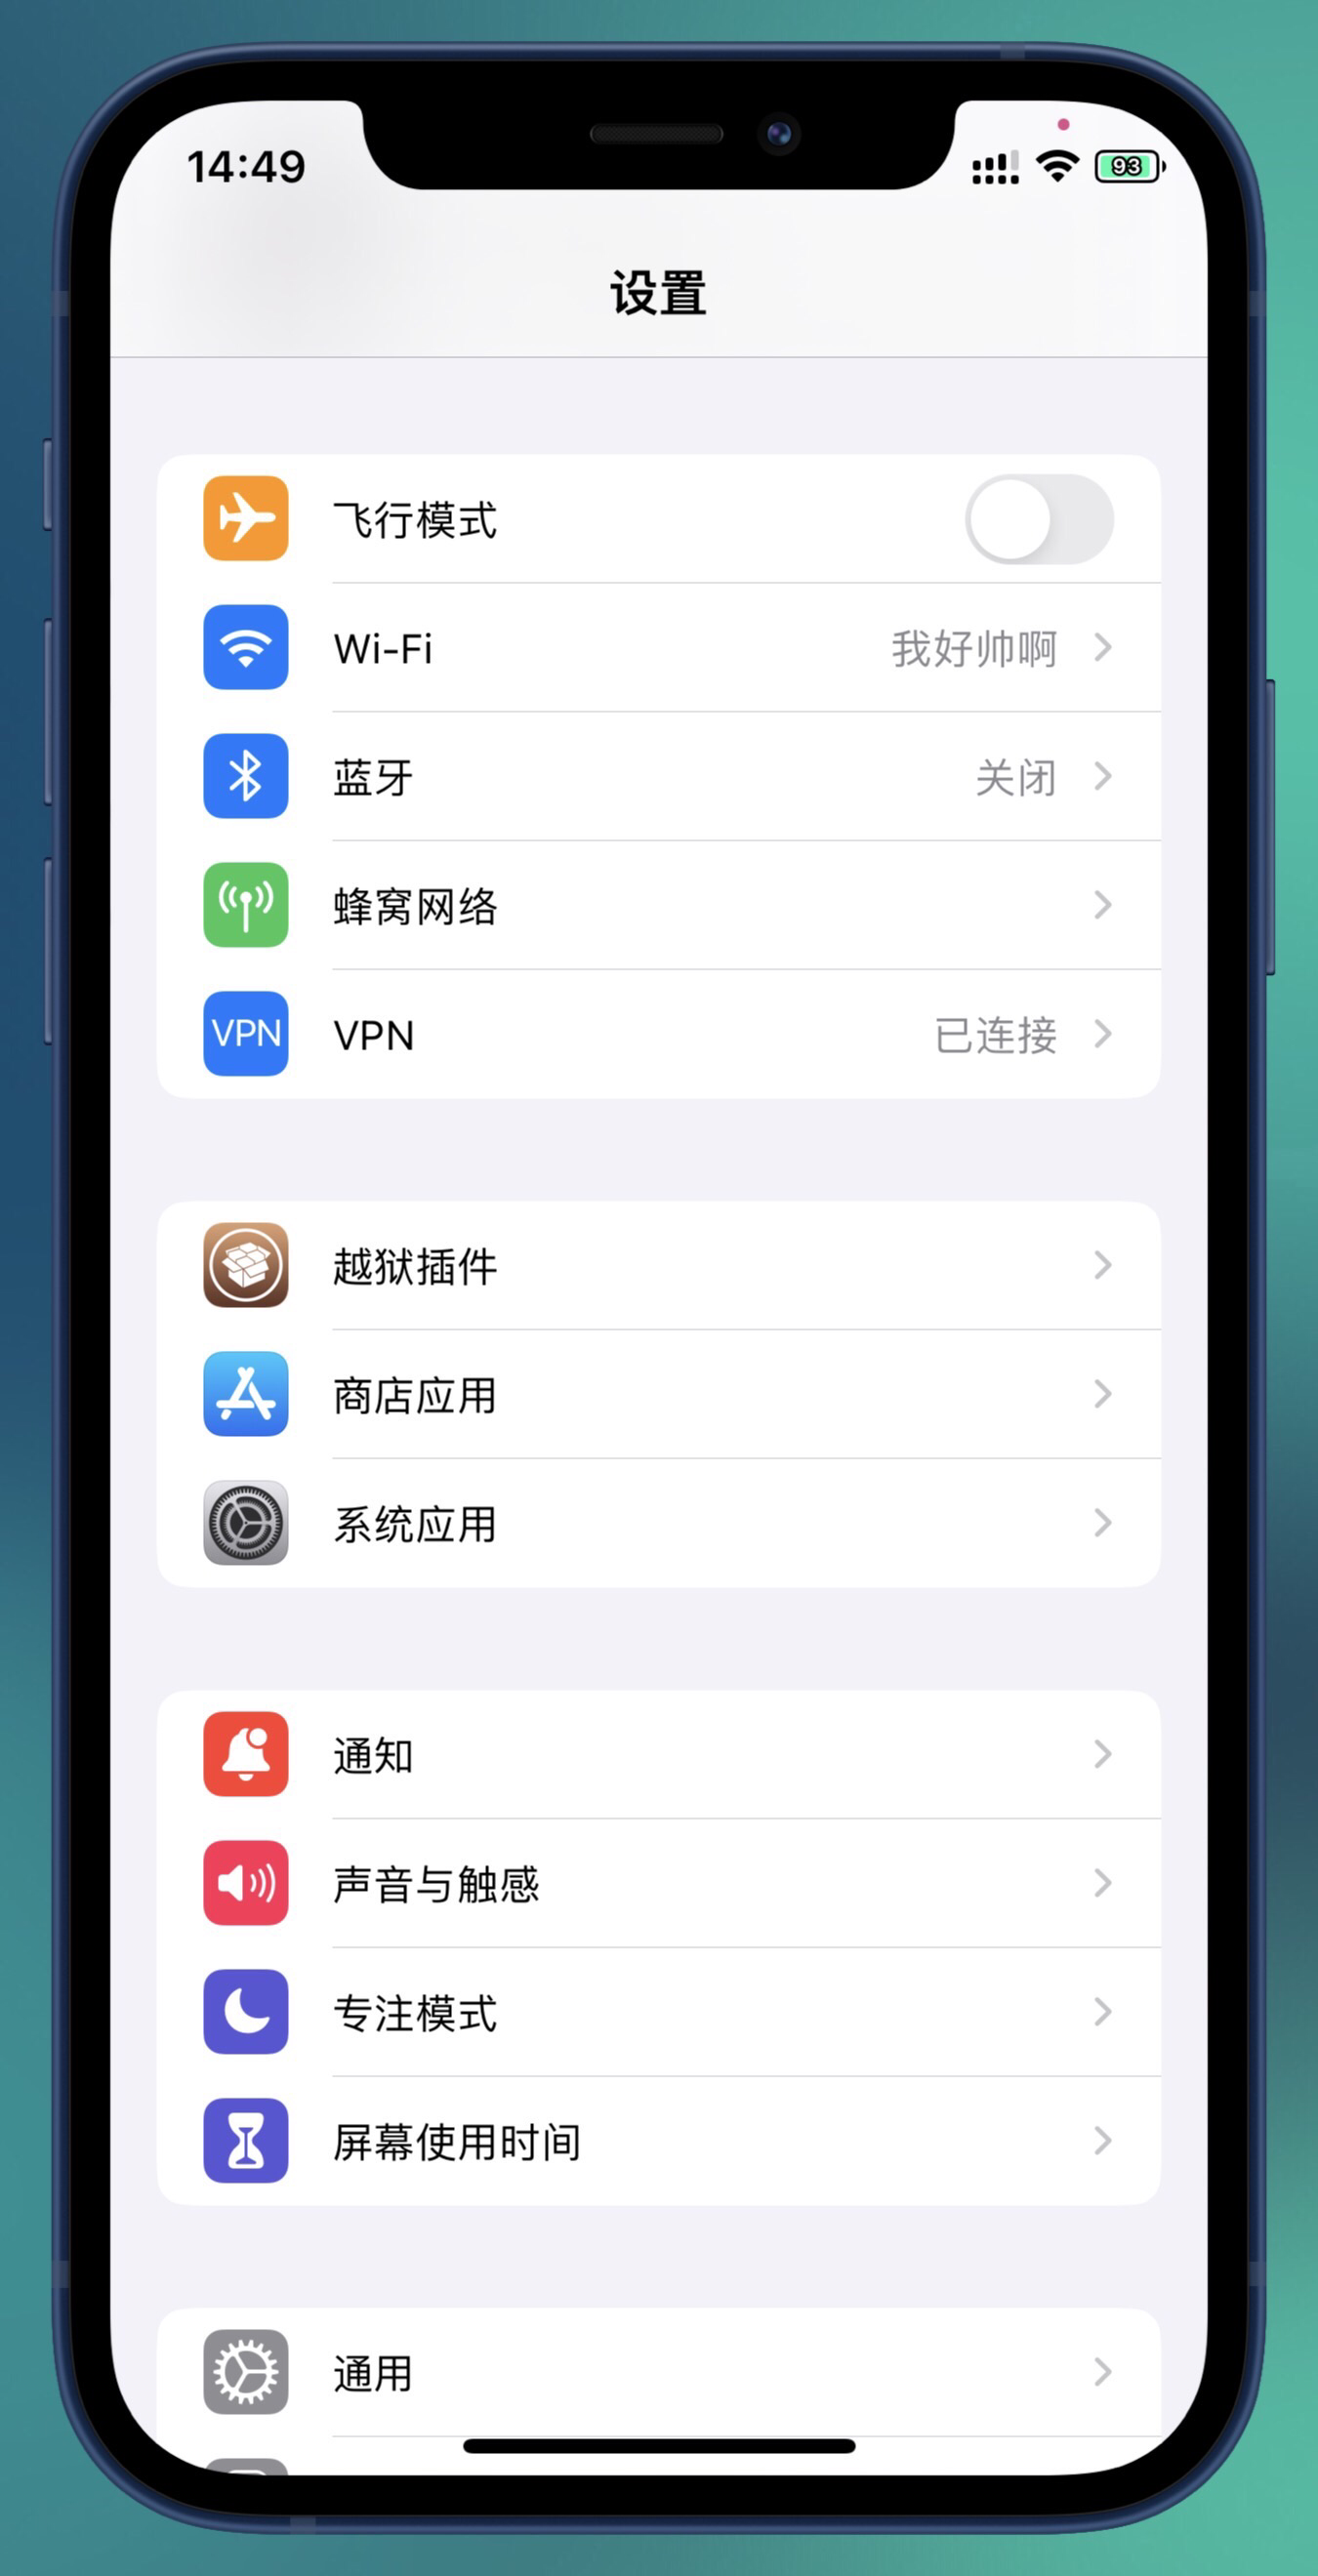 14:49
93
设置
飞行模式
Wi-Fi 我好帅啊
蓝牙 关闭
蜂窝网络
VPN VPN 已连接
越狱插件
商店应用
系统应用
通知
声音与触感
专注模式
屏幕使用时间
通用